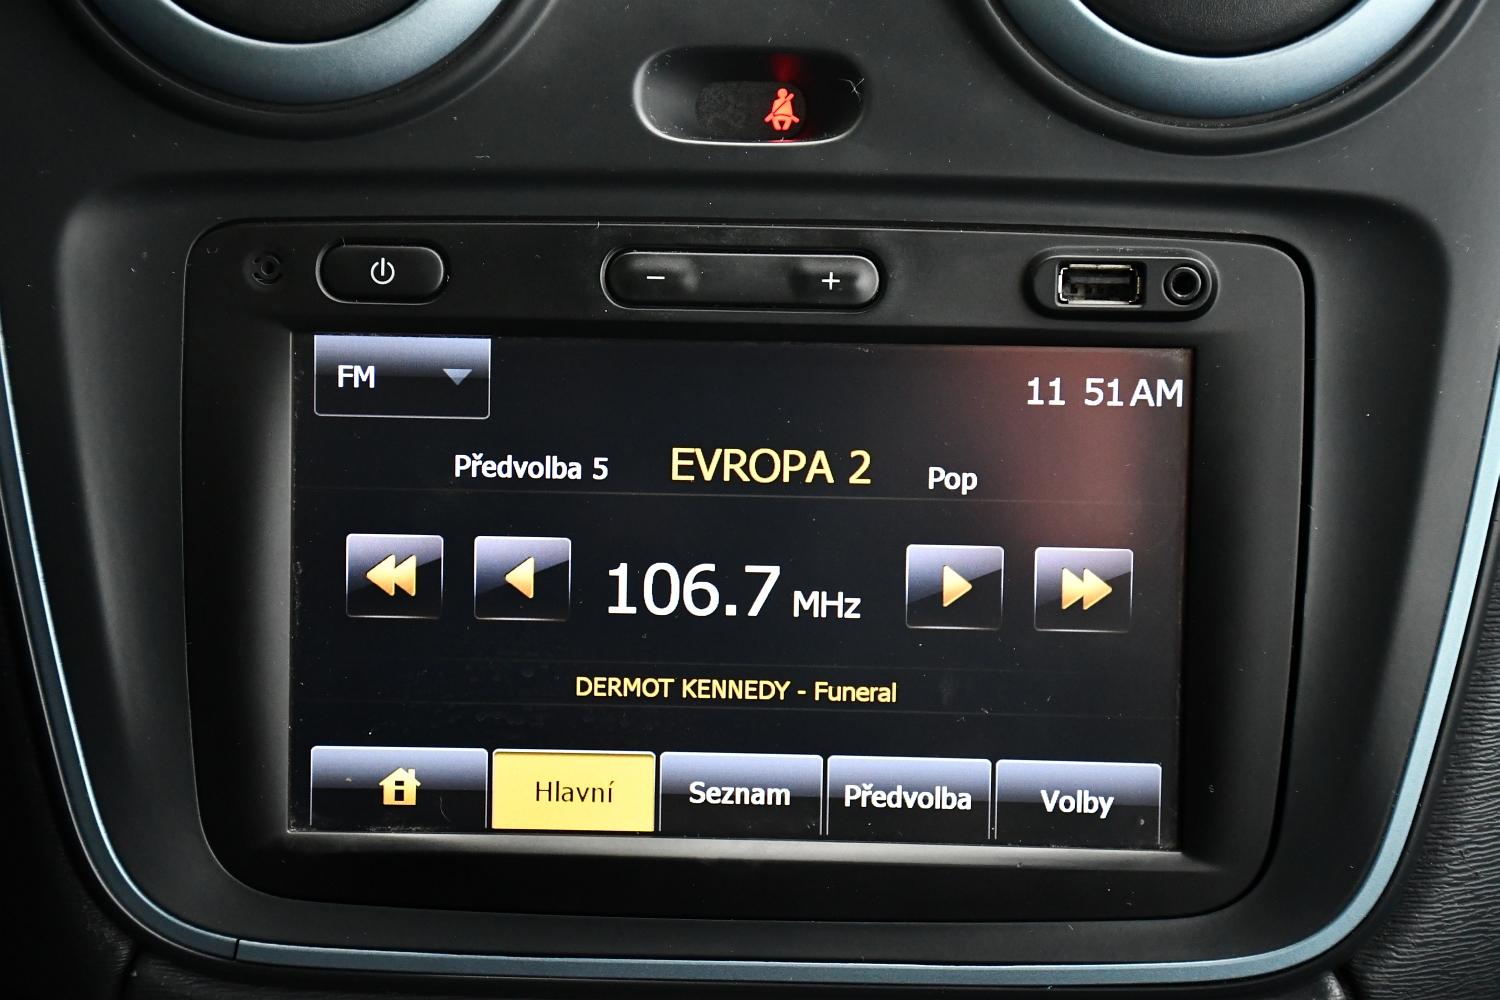 − +
FM
11 51 AM
Předvolba 5 EVROPA 2 Pop
106.7 MHz
DERMOT KENNEDY - Funeral
Hlavní Seznam Předvolba Volby